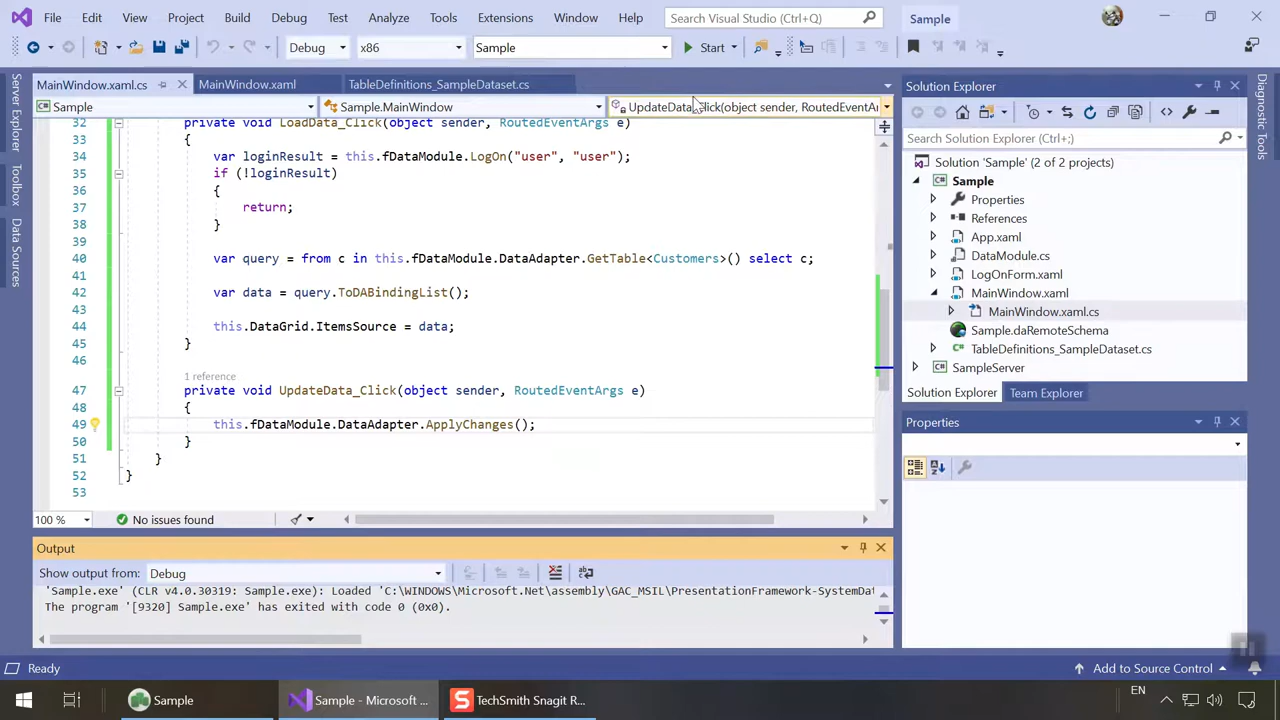 File Edit View Project Build Debug Test Analyze Tools Extensions Window Help Search Visual Studio (Ctrl+Q) Sample
Debug x86 Sample Start
MainWindow.xaml.cs MainWindow.xaml TableDefinitions_SampleDataset.cs
Sample Sample.MainWindow UpdateData_Click(object sender, RoutedEventAr
32 private void LoadData_Click(object sender, RoutedEventArgs e)
33 {
34 var loginResult = this.fDataModule.LogOn("user", "user");
35 if (!loginResult)
36 {
37 return;
38 }
39
40 var query = from c in this.fDataModule.DataAdapter.GetTable<Customers>() select c;
41
42 var data = query.ToDABindingList();
43
44 this.DataGrid.ItemsSource = data;
45 }
46
1 reference
47 private void UpdateData_Click(object sender, RoutedEventArgs e)
48 {
49 this.fDataModule.DataAdapter.ApplyChanges();
50 }
51 }
52 }
53
100 % No issues found
Output
Show output from: Debug
'Sample.exe' (CLR v4.0.30319: Sample.exe): Loaded 'C:\WINDOWS\Microsoft.Net\assembly\GAC_MSIL\PresentationFramework-SystemDat
The program '[9320] Sample.exe' has exited with code 0 (0x0).
Server Explorer
Toolbox
Data Sources
Solution Explorer
Search Solution Explorer (Ctrl+;)
Solution 'Sample' (2 of 2 projects)
Sample
Properties
References
App.xaml
DataModule.cs
LogOnForm.xaml
MainWindow.xaml
MainWindow.xaml.cs
Sample.daRemoteSchema
TableDefinitions_SampleDataset.cs
SampleServer
Solution Explorer Team Explorer
Properties
Diagnostic Tools
Ready Add to Source Control
Sample Sample - Microsoft ... TechSmith Snagit R... EN